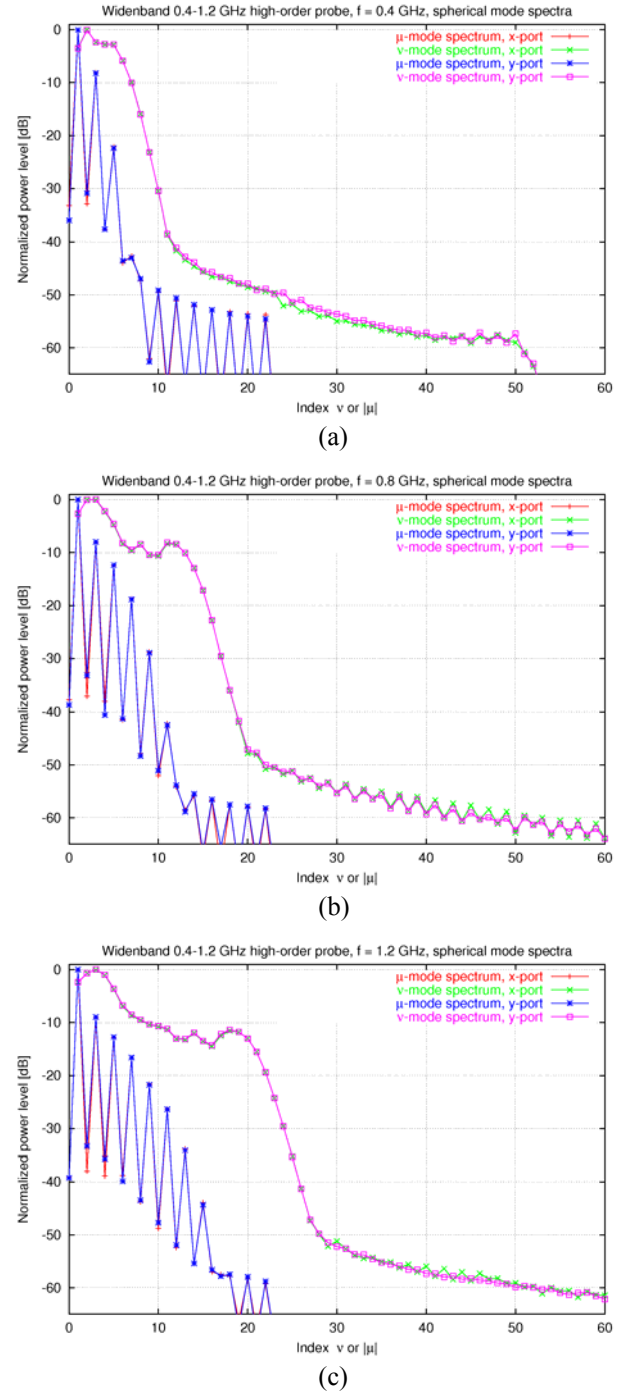 Widenband 0.4-1.2 GHz high-order probe, f = 0.4 GHz, spherical mode spectra
μ-mode spectrum, x-port
ν-mode spectrum, x-port
μ-mode spectrum, y-port
ν-mode spectrum, y-port
Normalized power level [dB]
0
-10
-20
-30
-40
-50
-60
0 10 20 30 40 50 60
Index ν or |μ|
(a)
Widenband 0.4-1.2 GHz high-order probe, f = 0.8 GHz, spherical mode spectra
μ-mode spectrum, x-port
ν-mode spectrum, x-port
μ-mode spectrum, y-port
ν-mode spectrum, y-port
Normalized power level [dB]
0
-10
-20
-30
-40
-50
-60
0 10 20 30 40 50 60
Index ν or |μ|
(b)
Widenband 0.4-1.2 GHz high-order probe, f = 1.2 GHz, spherical mode spectra
μ-mode spectrum, x-port
ν-mode spectrum, x-port
μ-mode spectrum, y-port
ν-mode spectrum, y-port
Normalized power level [dB]
0
-10
-20
-30
-40
-50
-60
0 10 20 30 40 50 60
Index ν or |μ|
(c)